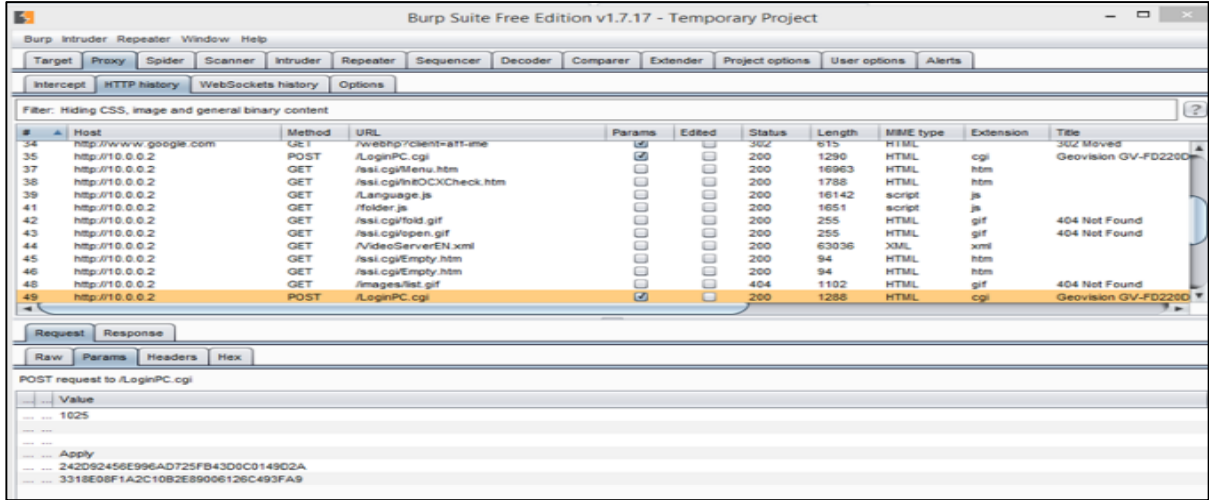 Burp Suite Free Edition v1.7.17 - Temporary Project
Burp Intruder Repeater Window Help
Target Proxy Spider Scanner Intruder Repeater Sequencer Decoder Comparer Extender Project options User options Alerts
Intercept HTTP history WebSockets history Options
Filter: Hiding CSS, image and general binary content ?
# Host Method URL Params Edited Status Length MIME type Extension Title
34 http://www.google.com GET /webhp?client=aff-ime 302 615 HTML 302 Moved
35 http://10.0.0.2 POST /LoginPC.cgi 200 1290 HTML cgi Geovision GV-FD220D
37 http://10.0.0.2 GET /ssi.cgi/Menu.htm 200 16963 HTML htm
38 http://10.0.0.2 GET /ssi.cgi/InitOCXCheck.htm 200 1788 HTML htm
39 http://10.0.0.2 GET /Language.js 200 16142 script js
41 http://10.0.0.2 GET /folder.js 200 1651 script js
42 http://10.0.0.2 GET /ssi.cgi/fold.gif 200 255 HTML gif 404 Not Found
43 http://10.0.0.2 GET /ssi.cgi/open.gif 200 255 HTML gif 404 Not Found
44 http://10.0.0.2 GET /VideoServerEN.xml 200 63036 XML xml
45 http://10.0.0.2 GET /ssi.cgi/Empty.htm 200 94 HTML htm
46 http://10.0.0.2 GET /ssi.cgi/Empty.htm 200 94 HTML htm
48 http://10.0.0.2 GET /images/list.gif 404 1102 HTML gif 404 Not Found
49 http://10.0.0.2 POST /LoginPC.cgi 200 1288 HTML cgi Geovision GV-FD220D
Request Response
Raw Params Headers Hex
POST request to /LoginPC.cgi
... ... Value
... ... 1025
... ...
... ...
... ... Apply
... ... 242D92456E996AD725FB43D0C0149D2A
... ... 3318E08F1A2C10B2E89006126C493FA9